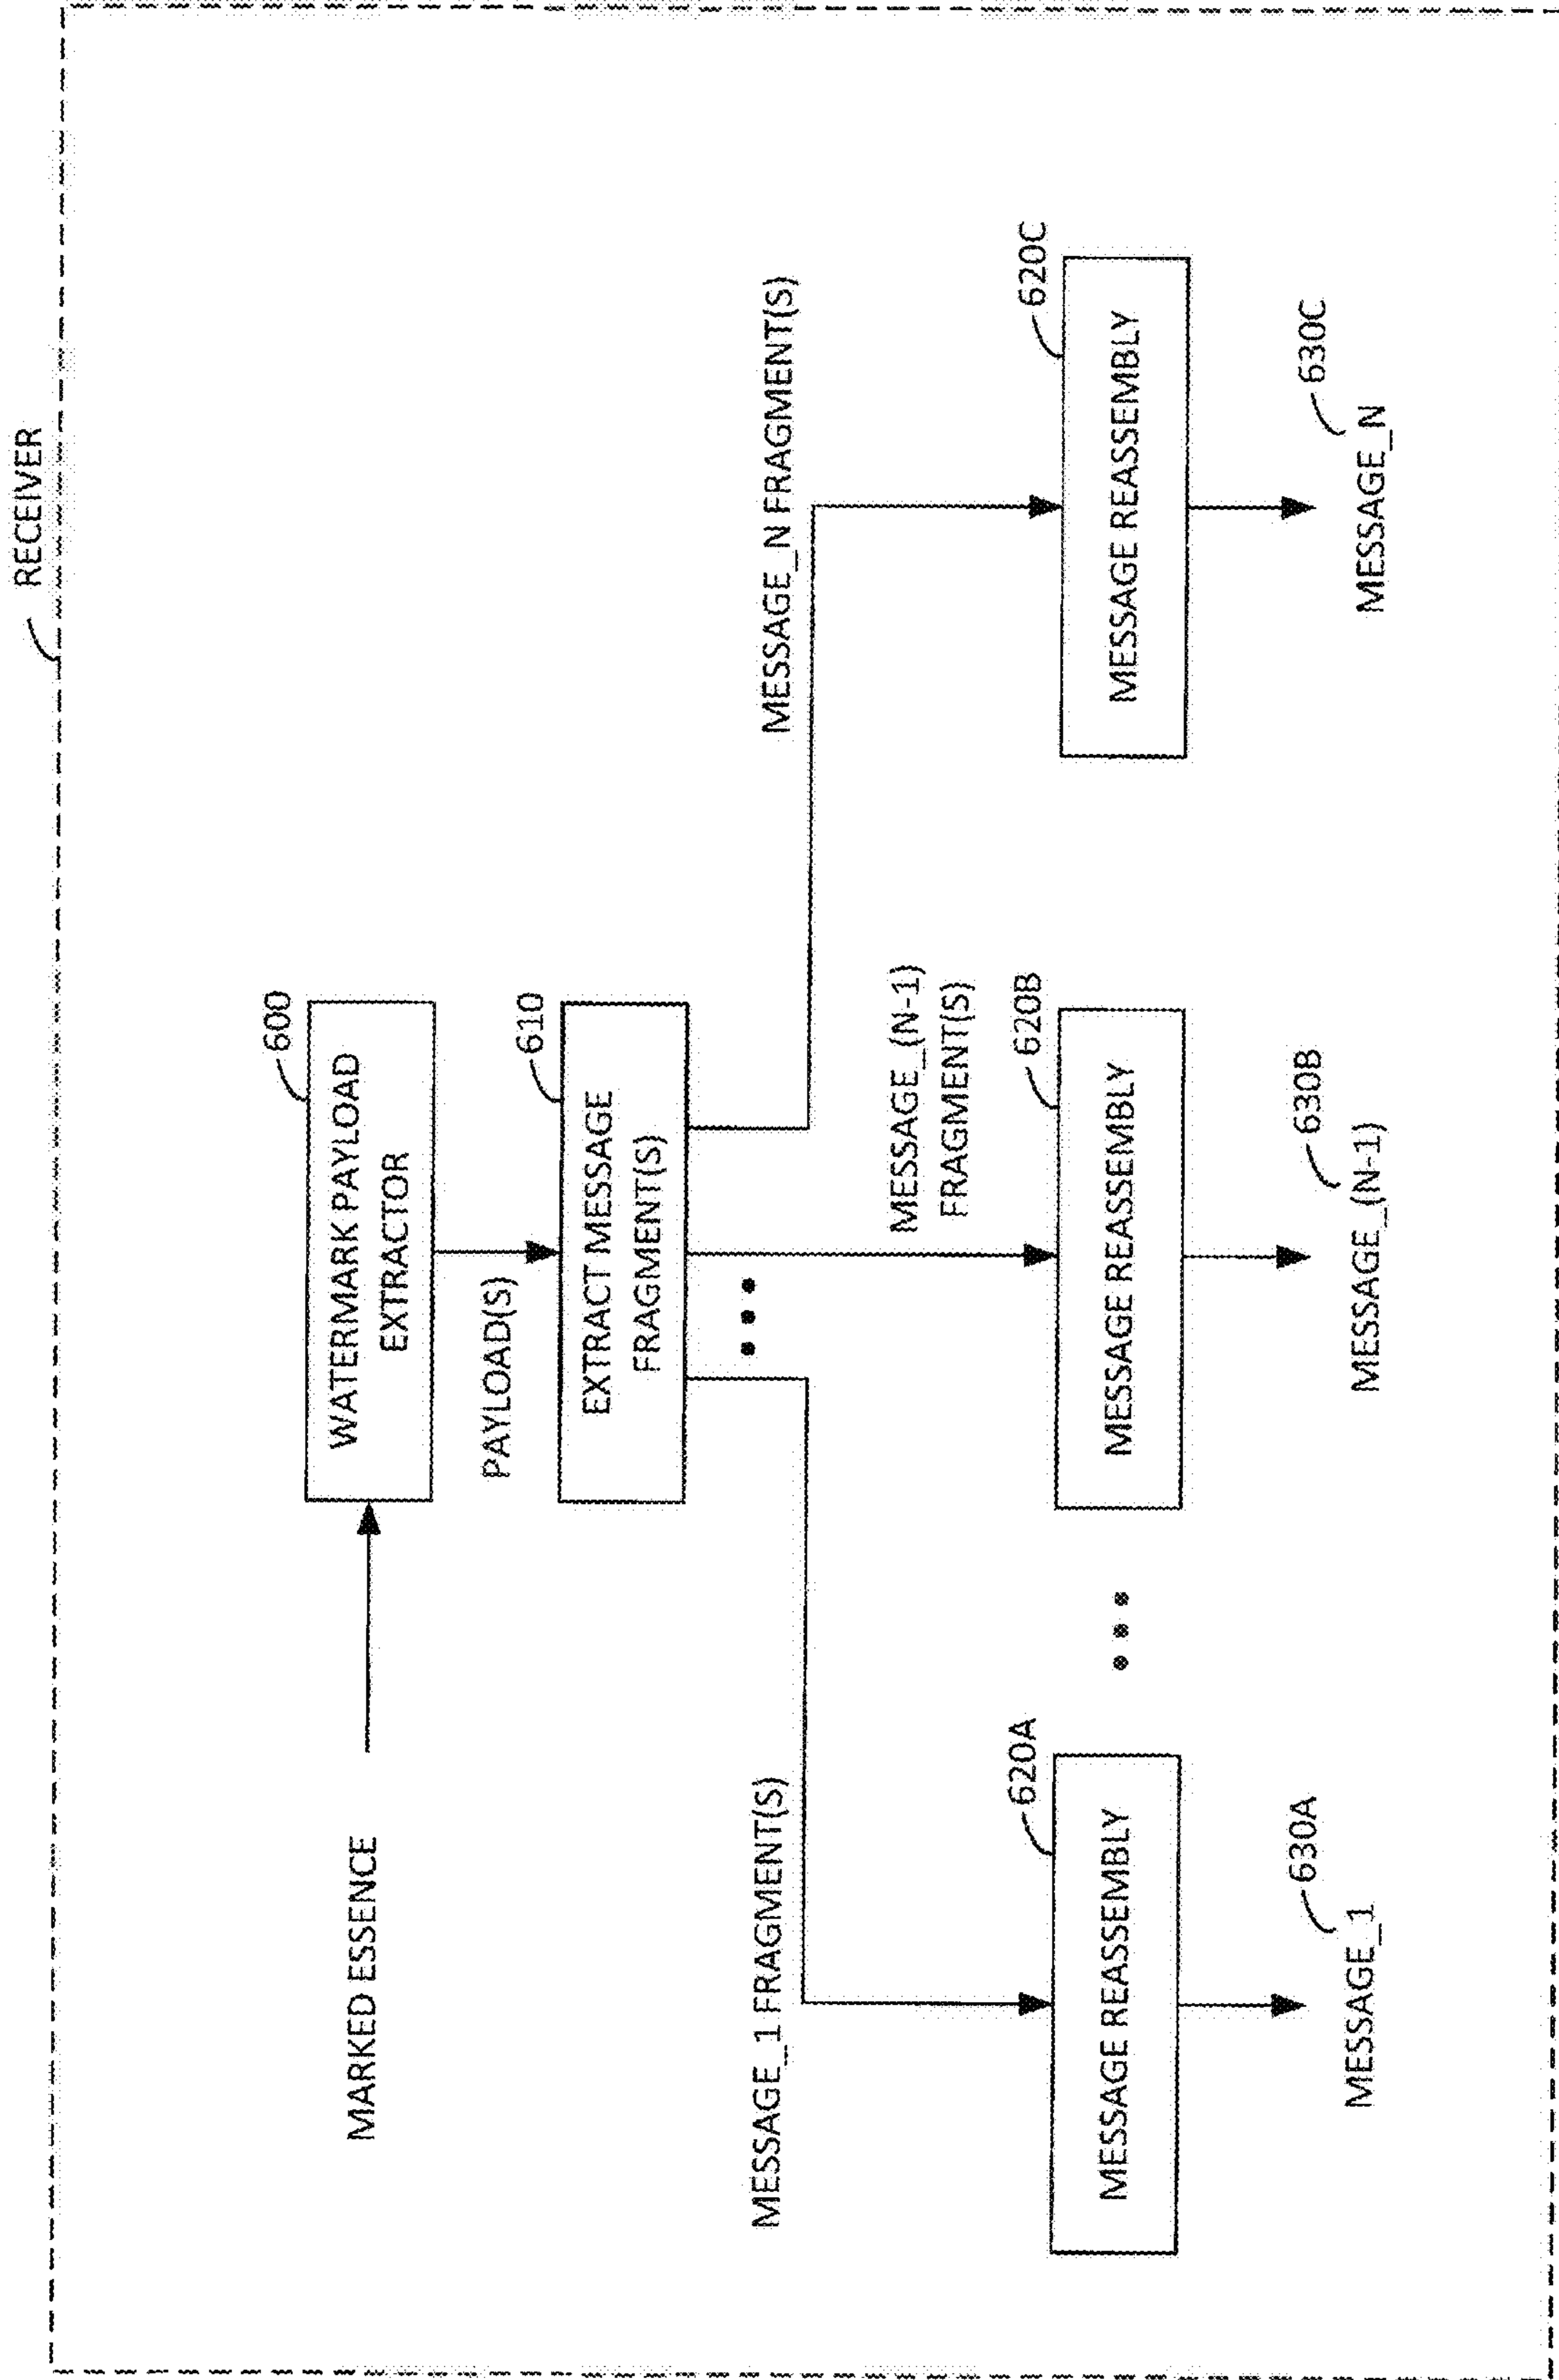 RECEIVER
600
WATERMARK PAYLOAD
EXTRACTOR
MARKED ESSENCE
PAYLOAD(S)
610
EXTRACT MESSAGE
FRAGMENT(S)
MESSAGE_1 FRAGMENT(S)
MESSAGE_(N-1)
FRAGMENT(S)
MESSAGE_N FRAGMENT(S)
620A
MESSAGE REASSEMBLY
620B
MESSAGE REASSEMBLY
620C
MESSAGE REASSEMBLY
630A
MESSAGE_1
630B
MESSAGE_(N-1)
630C
MESSAGE_N